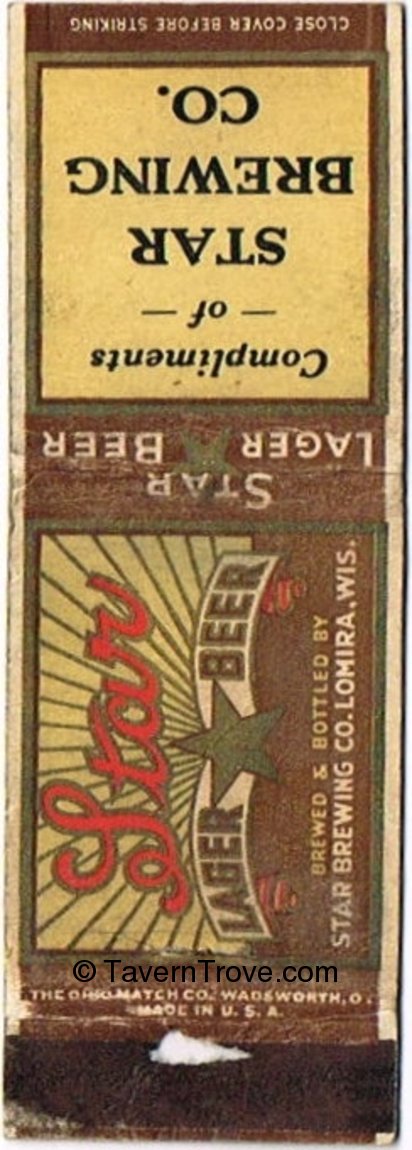 CLOSE COVER BEFORE STRIKING
Compliments
— of —
STAR
BREWING
CO.
STAR
LAGER BEER
Star
LAGER BEER
BREWED & BOTTLED BY
STAR BREWING CO. LOMIRA, WIS.
© TavernTrove.com
THE OHIO MATCH CO. WADSWORTH, O.
MADE IN U. S. A.